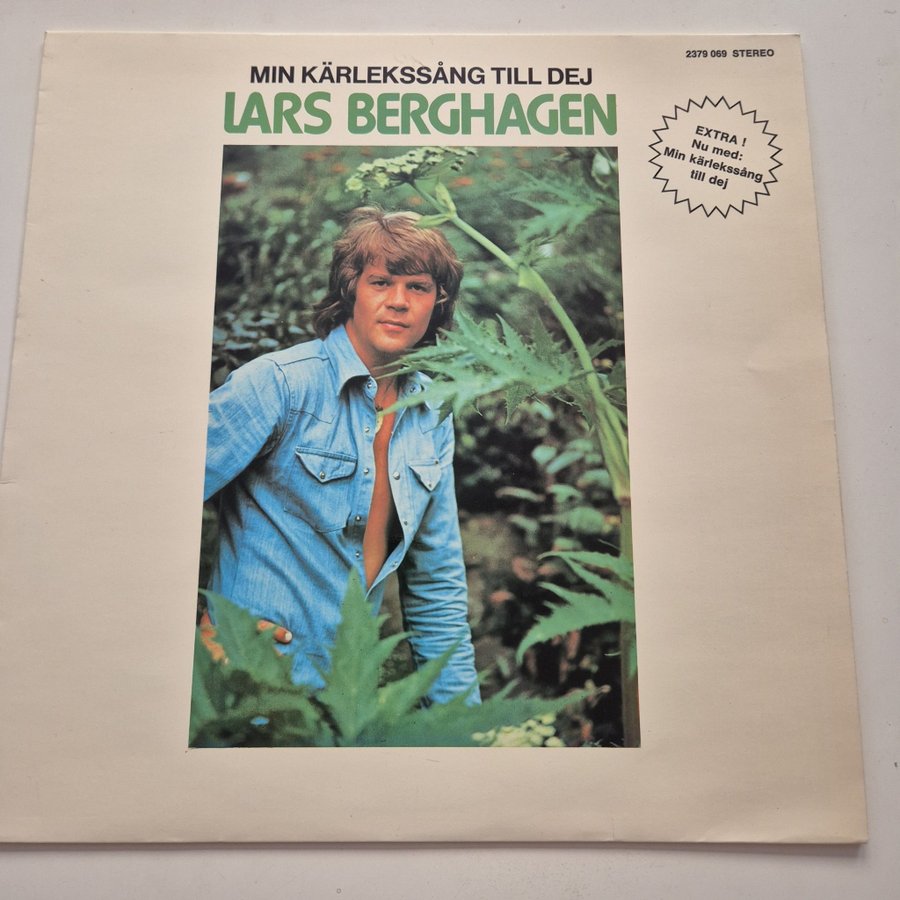 2379 069 STEREO
MIN KÄRLEKSSÅNG TILL DEJ
LARS BERGHAGEN
EXTRA !
Nu med:
Min kärlekssång
till dej